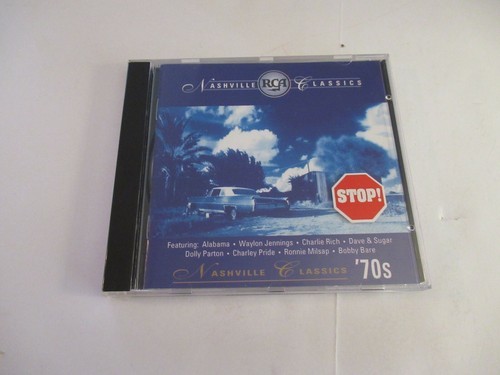 NASHVILLE RCA CLASSICS
STOP!
Featuring: Alabama • Waylon Jennings • Charlie Rich • Dave & Sugar
Dolly Parton • Charley Pride • Ronnie Milsap • Bobby Bare
NASHVILLE CLASSICS '70s